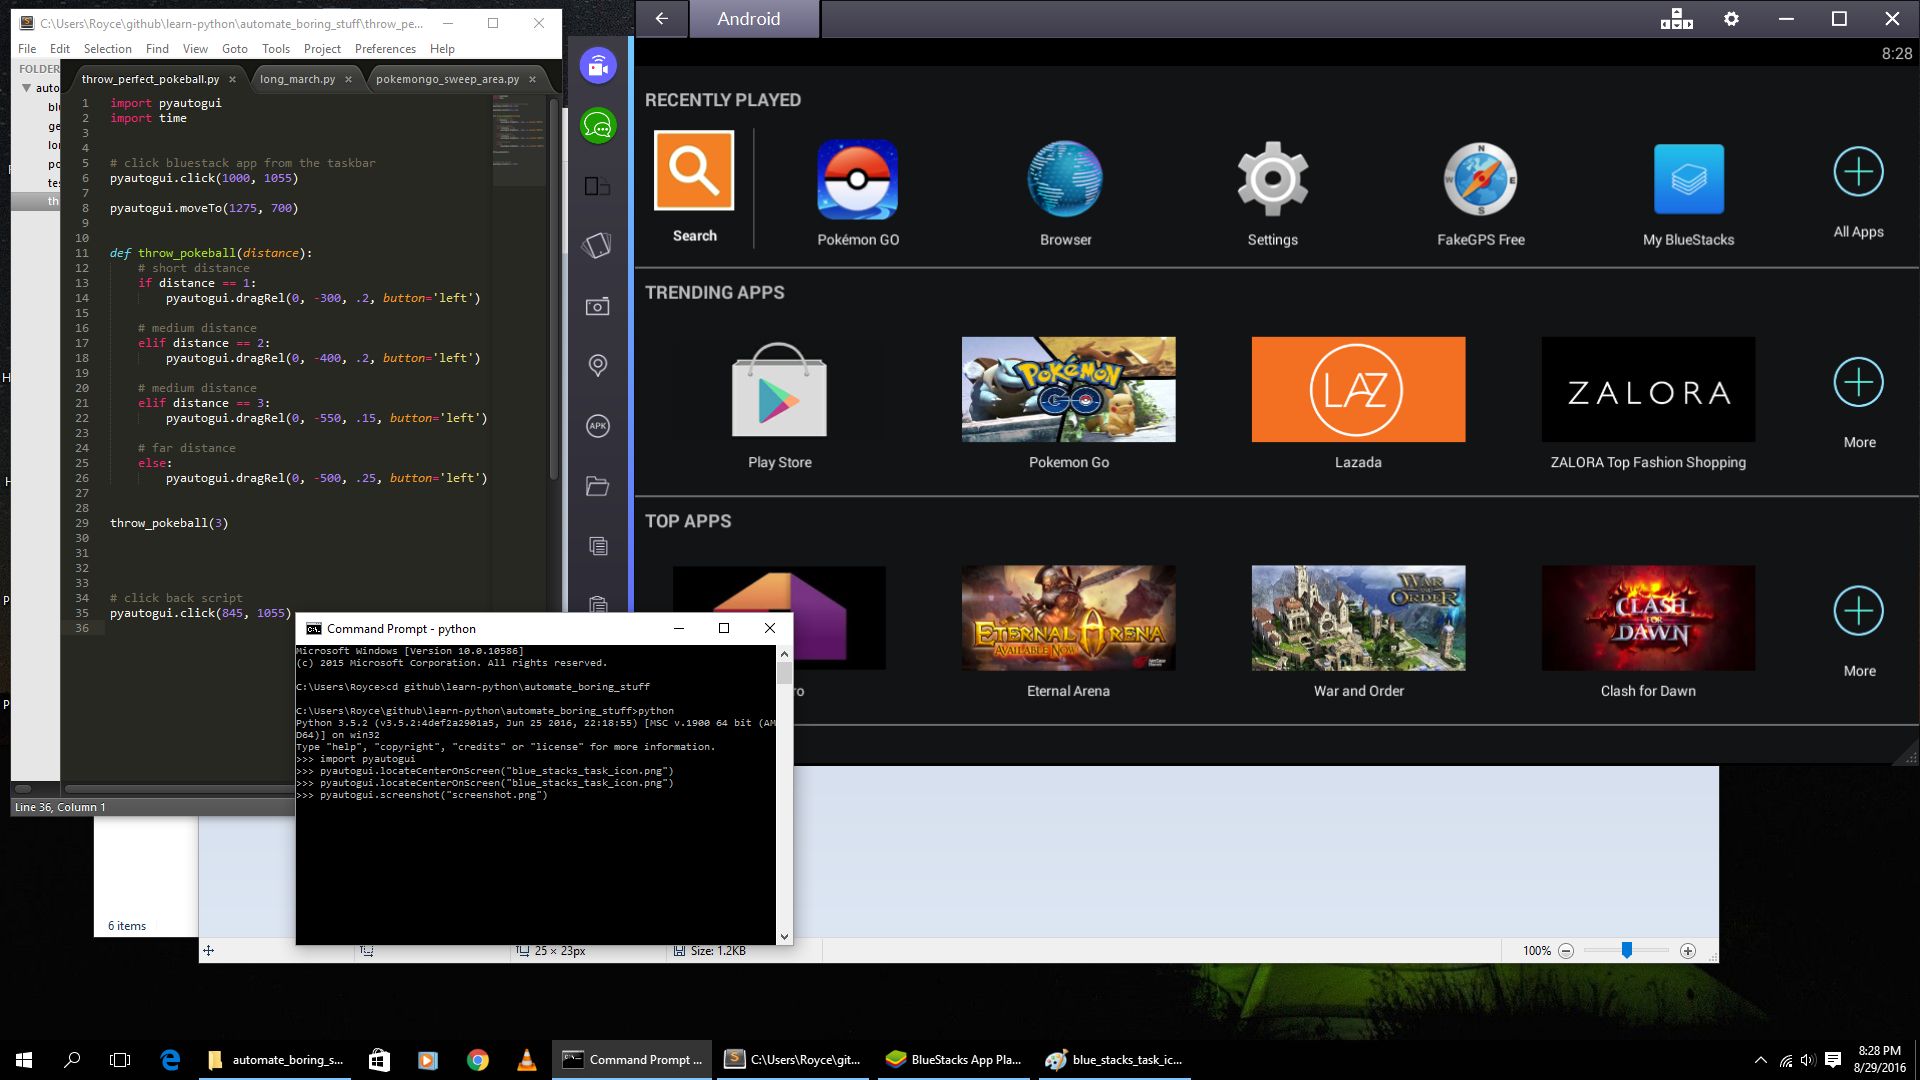 C:\Users\Royce\github\learn-python\automate_boring_stuff\throw_pe...
File Edit Selection Find View Goto Tools Project Preferences Help
FOLDER
auto
throw_perfect_pokeball.py
long_march.py
pokemongo_sweep_area.py
1 import pyautogui
2 import time
3
4
5 # click bluestack app from the taskbar
6 pyautogui.click(1000, 1055)
7
8 pyautogui.moveTo(1275, 700)
9
10
11 def throw_pokeball(distance):
12 # short distance
13 if distance == 1:
14 pyautogui.dragRel(0, -300, .2, button='left')
15
16 # medium distance
17 elif distance == 2:
18 pyautogui.dragRel(0, -400, .2, button='left')
19
20 # medium distance
21 elif distance == 3:
22 pyautogui.dragRel(0, -550, .15, button='left')
23
24 # far distance
25 else:
26 pyautogui.dragRel(0, -500, .25, button='left')
27
28
29 throw_pokeball(3)
30
31
32
33
34 # click back script
35 pyautogui.click(845, 1055)
36
Line 36, Column 1
Command Prompt - python
Microsoft Windows [Version 10.0.10586]
(c) 2015 Microsoft Corporation. All rights reserved.
C:\Users\Royce>cd github\learn-python\automate_boring_stuff
C:\Users\Royce\github\learn-python\automate_boring_stuff>python
Python 3.5.2 (v3.5.2:4def2a2901a5, Jun 25 2016, 22:18:55) [MSC v.1900 64 bit (AM
D64)] on win32
Type "help", "copyright", "credits" or "license" for more information.
>>> import pyautogui
>>> pyautogui.locateCenterOnScreen("blue_stacks_task_icon.png")
>>> pyautogui.locateCenterOnScreen("blue_stacks_task_icon.png")
>>> pyautogui.screenshot("screenshot.png")
Android
8:28
RECENTLY PLAYED
Search
Pokémon GO
Browser
Settings
FakeGPS Free
My BlueStacks
All Apps
TRENDING APPS
Pokémon GO
LAZ
ZALORA
Play Store
Pokemon Go
Lazada
ZALORA Top Fashion Shopping
More
APK
TOP APPS
ETERNAL ARENA
AVAILABLE NOW
WAR AND ORDER
CLASH FOR DAWN
ro
Eternal Arena
War and Order
Clash for Dawn
More
6 items
25 × 23px
Size: 1.2KB
100%
automate_boring_s...
Command Prompt ...
C:\Users\Royce\git...
BlueStacks App Pla...
blue_stacks_task_ic...
8:28 PM
8/29/2016